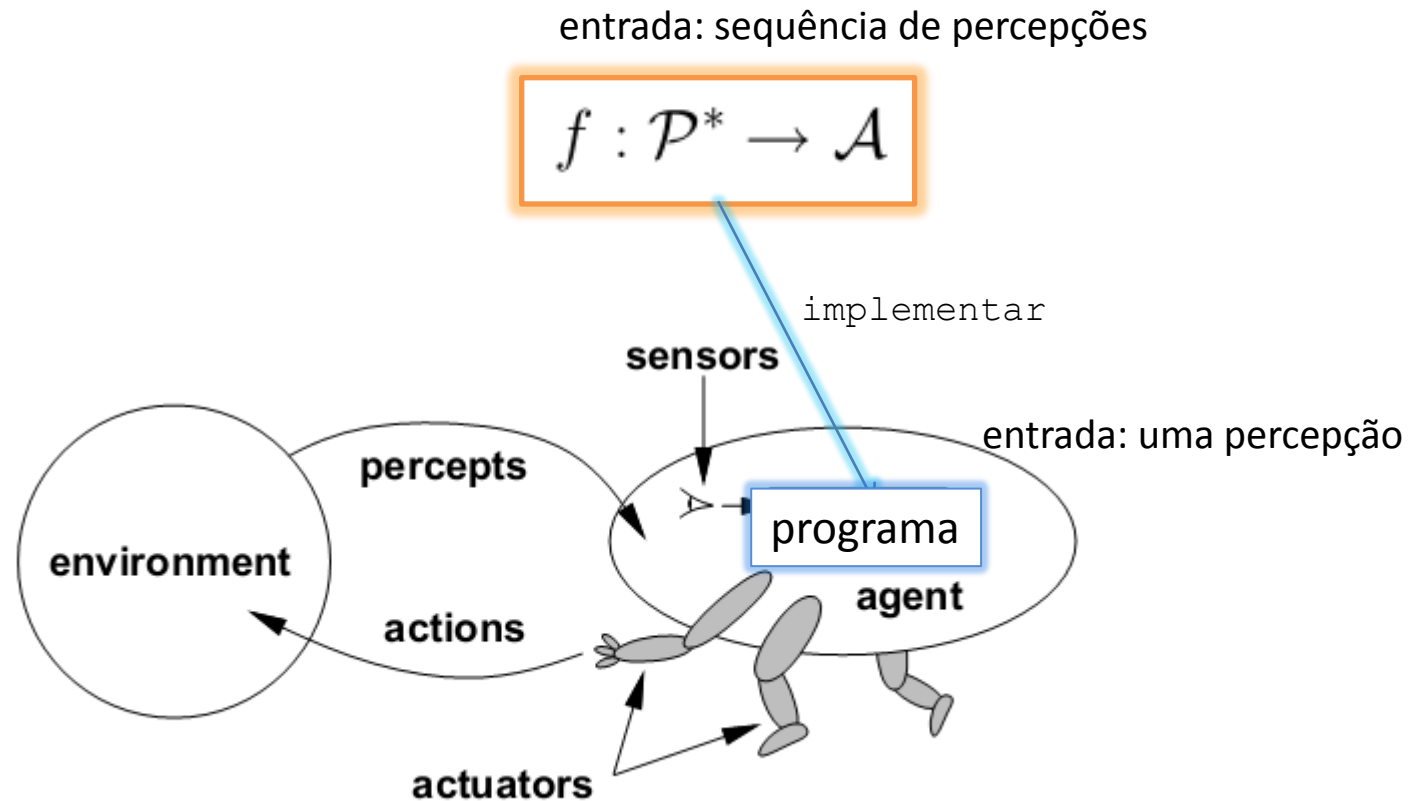 entrada: sequência de percepções
f : P* → A
implementar
sensors
entrada: uma percepção
percepts
programa
environment
agent
actions
actuators